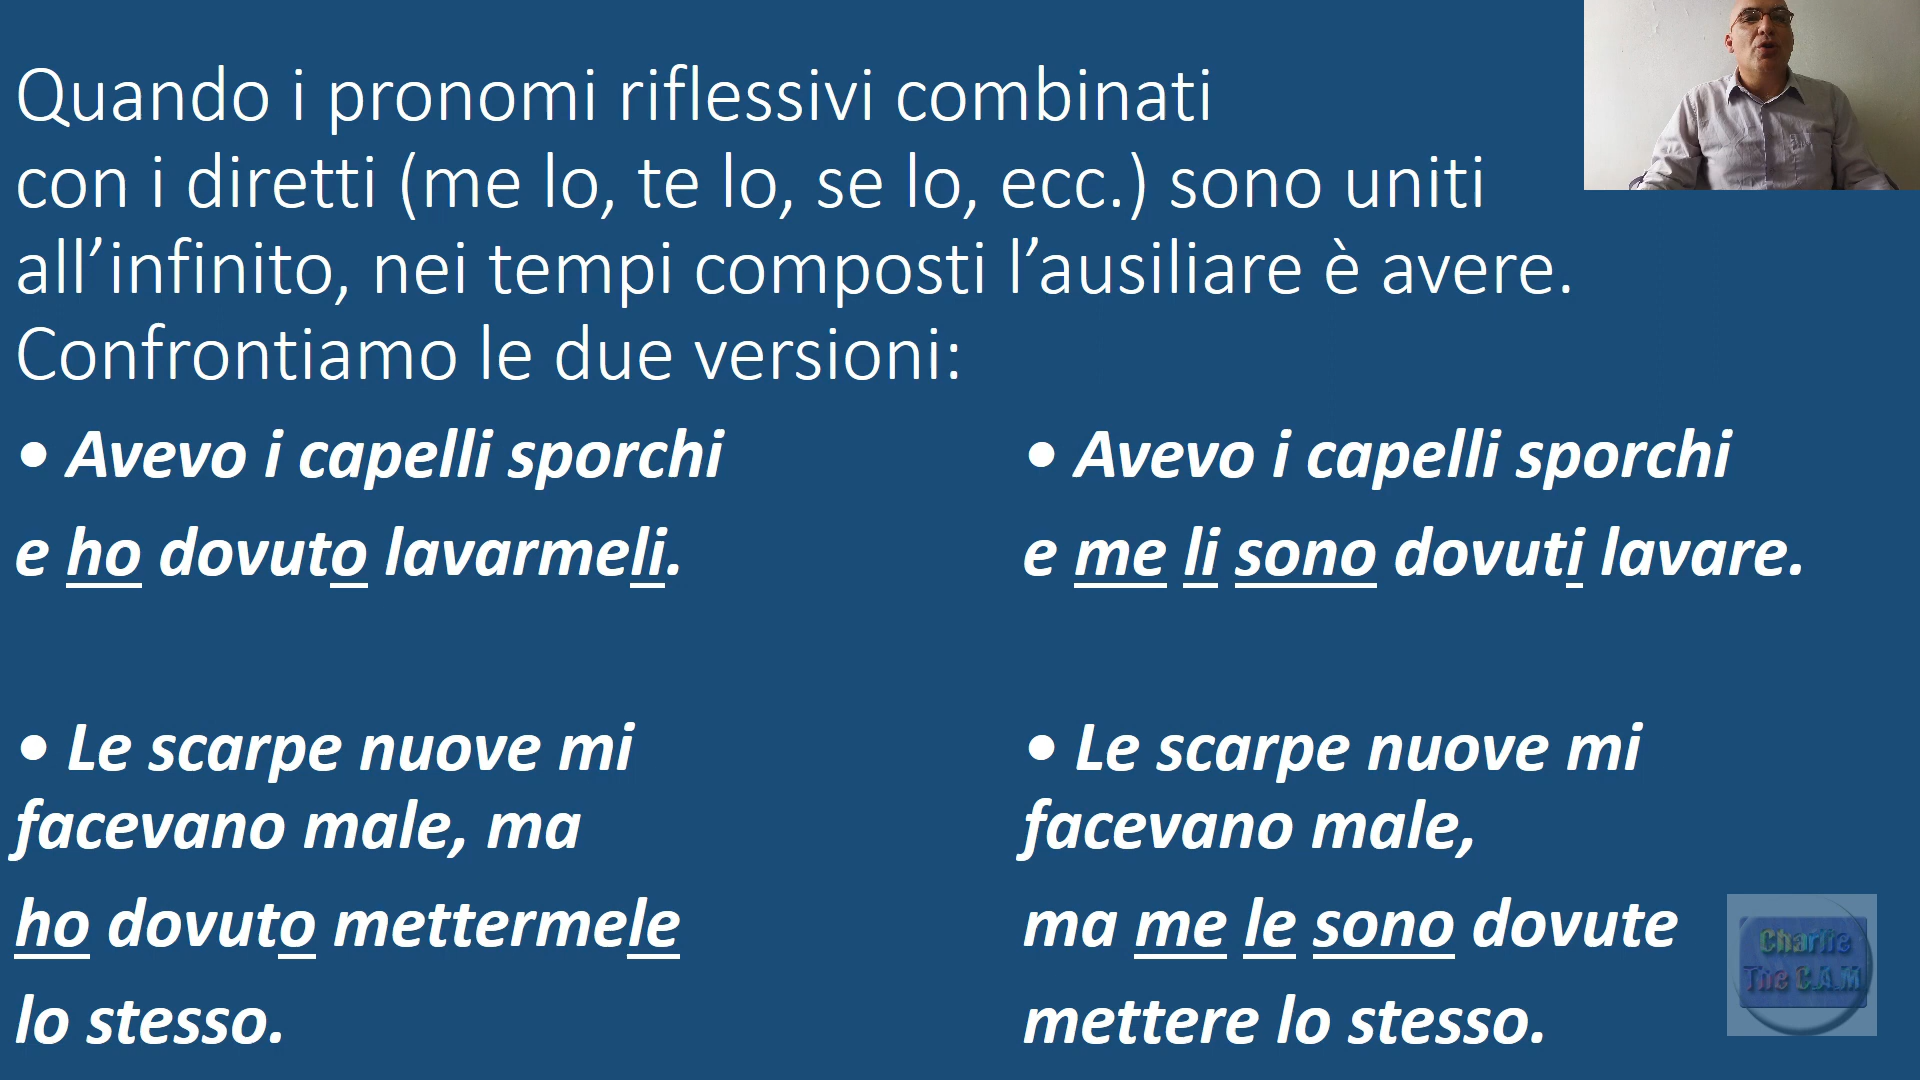 Quando i pronomi riflessivi combinati
con i diretti (me lo, te lo, se lo, ecc.) sono uniti
all’infinito, nei tempi composti l’ausiliare è avere.
Confrontiamo le due versioni:
• Avevo i capelli sporchi
e ho dovuto lavarmeli.
• Le scarpe nuove mi
facevano male, ma
ho dovuto mettermele
lo stesso.
• Avevo i capelli sporchi
e me li sono dovuti lavare.
• Le scarpe nuove mi
facevano male,
ma me le sono dovute
mettere lo stesso.
Charlie
The C.A.M